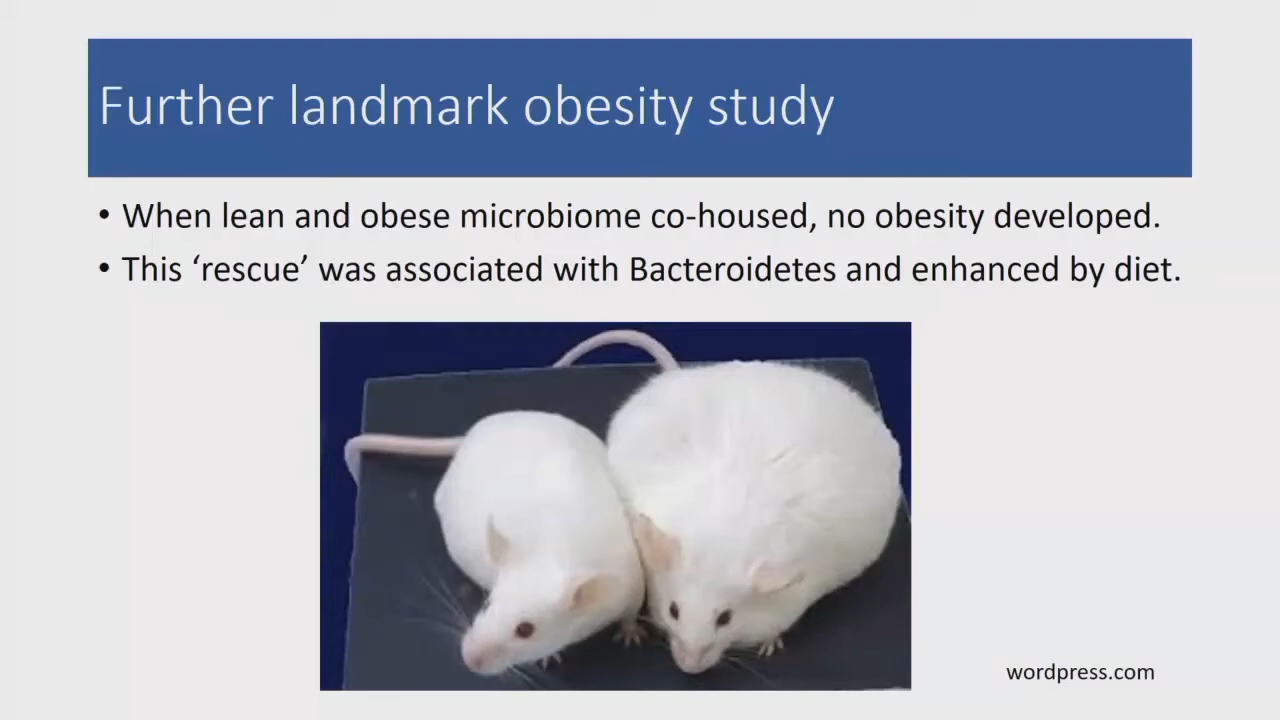 Further landmark obesity study
• When lean and obese microbiome co-housed, no obesity developed.
• This ‘rescue’ was associated with Bacteroidetes and enhanced by diet.
wordpress.com